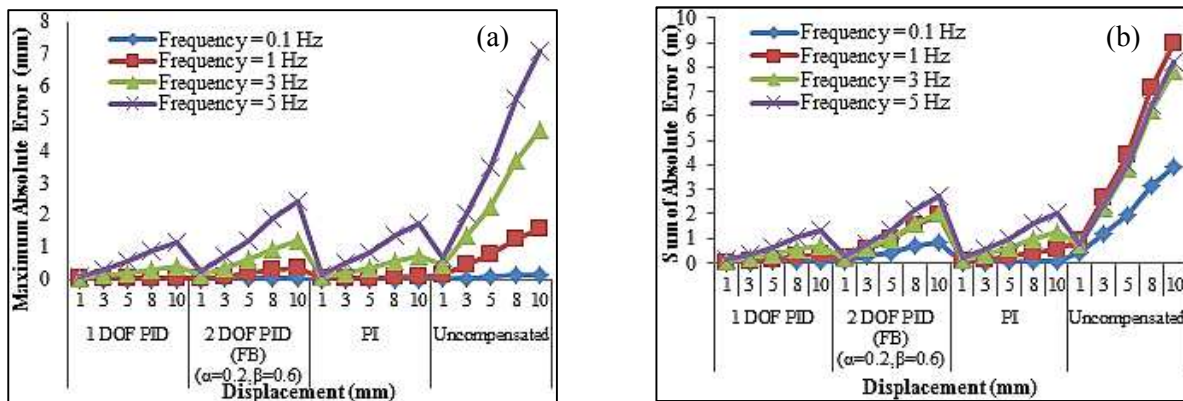 (a)
Maximum Absolute Error (mm)
8
7
6
5
4
3
2
1
0
Frequency = 0.1 Hz
Frequency = 1 Hz
Frequency = 3 Hz
Frequency = 5 Hz
1 3 5 8 10 1 3 5 8 10 1 3 5 8 10 1 3 5 8 10
1 DOF PID 2 DOF PID PI Uncompensated
(FB)
(α=0.2,β=0.6)
Displacement (mm)
(b)
Sum of Absolute Error (m)
10
9
8
7
6
5
4
3
2
1
0
Frequency = 0.1 Hz
Frequency = 1 Hz
Frequency = 3 Hz
Frequency = 5 Hz
1 3 5 8 10 1 3 5 8 10 1 3 5 8 10 1 3 5 8 10
1 DOF PID 2 DOF PID PI Uncompensated
(FB)
(α=0.2,β=0.6)
Displacement (mm)